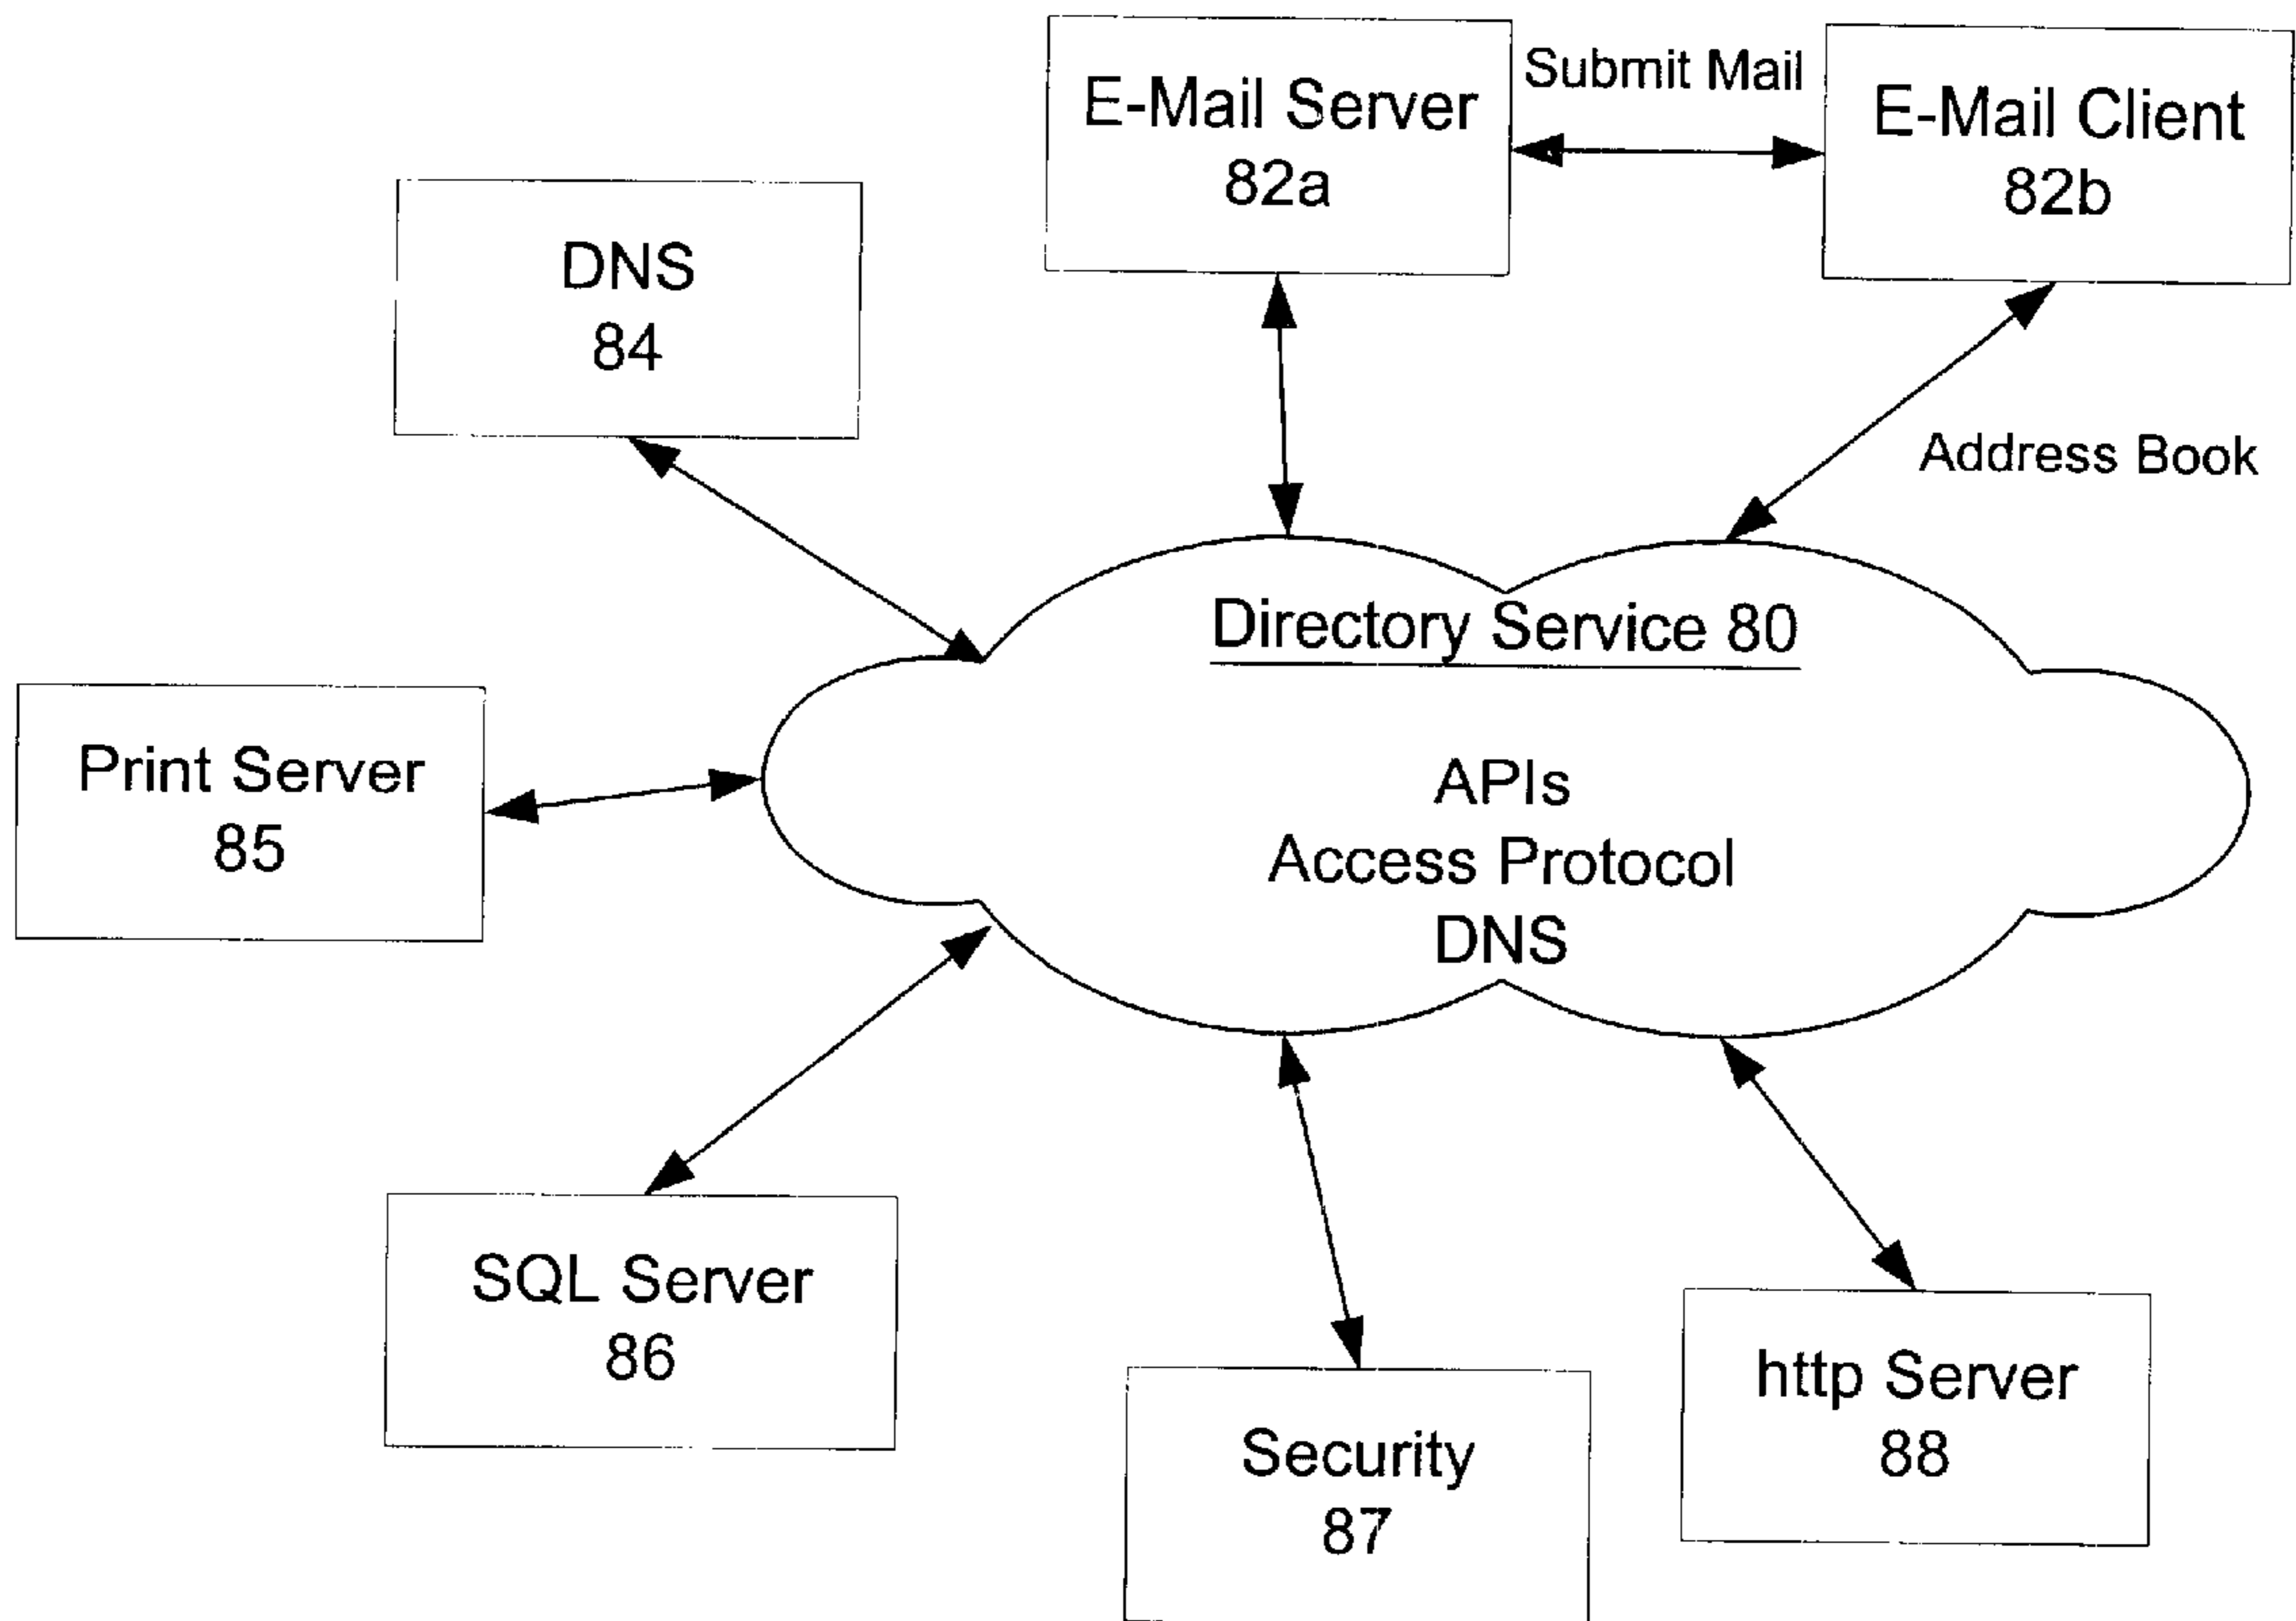 E-Mail Server
82a
Submit Mail
E-Mail Client
82b
DNS
84
Address Book
Directory Service 80
APIs
Access Protocol
DNS
Print Server
85
SQL Server
86
Security
87
http Server
88